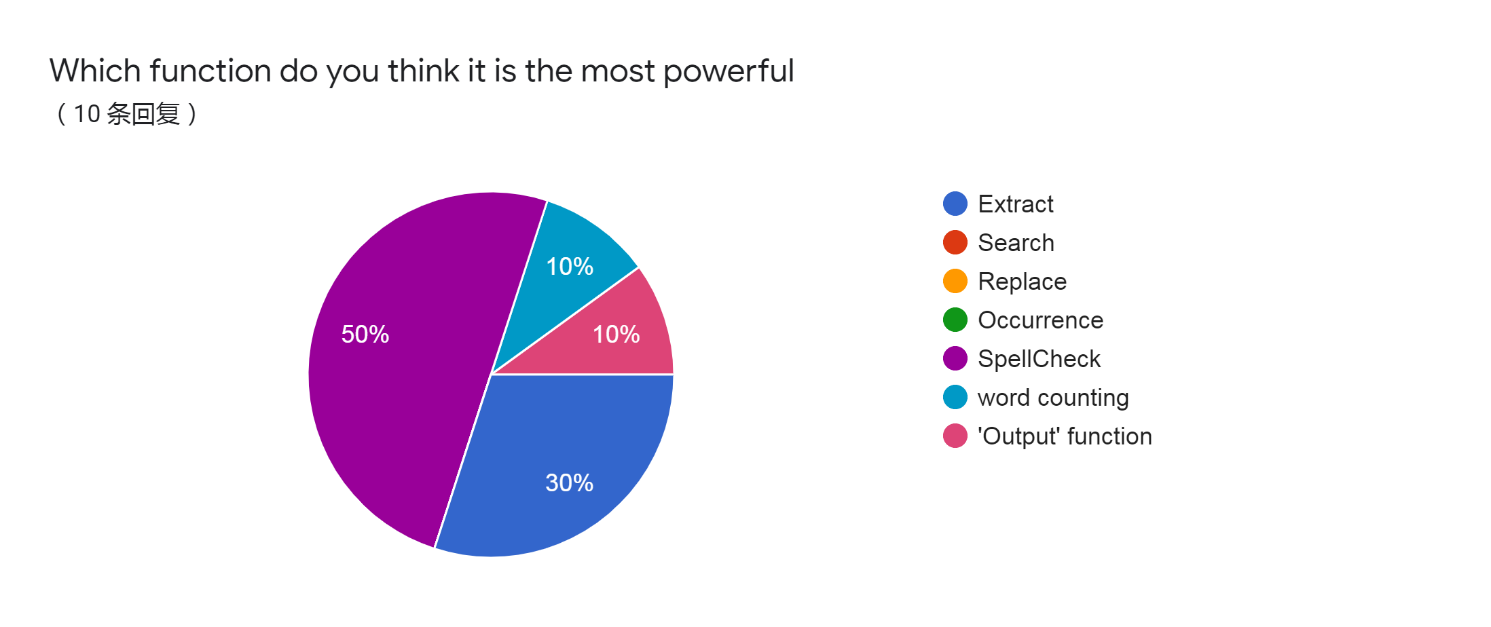 Which function do you think it is the most powerful
（ 10 条回复 ）
Extract
Search
Replace
Occurrence
SpellCheck
word counting
'Output' function
10%
10%
50%
30%